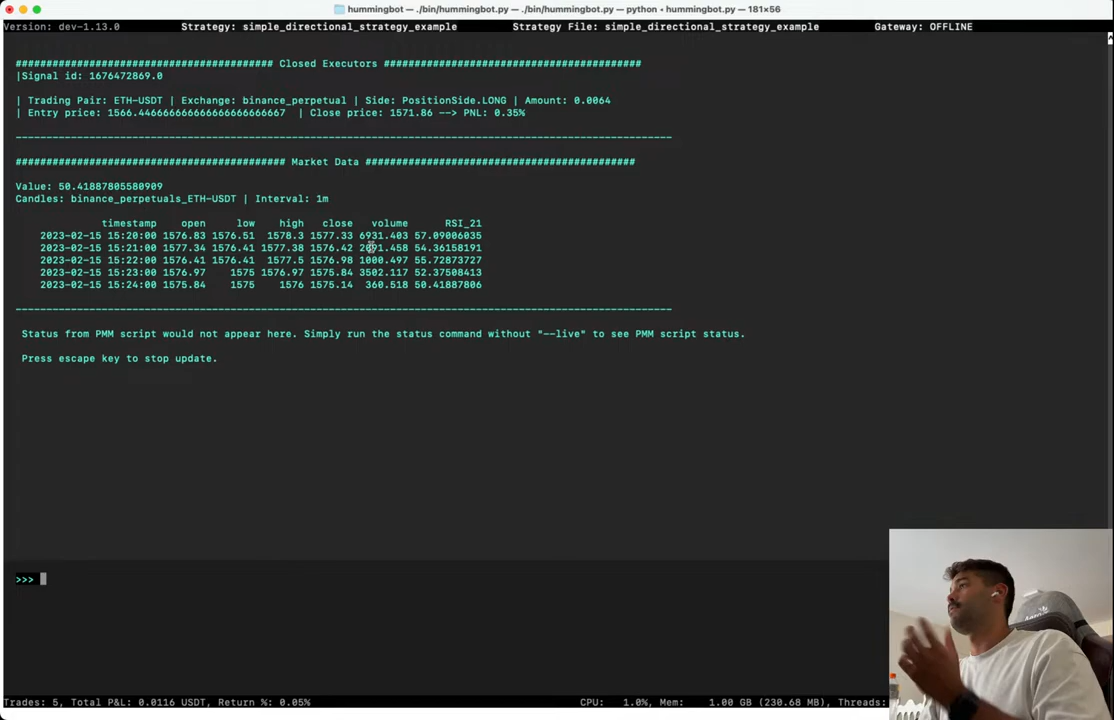 hummingbot — ./bin/hummingbot.py — ./bin/hummingbot.py — python • hummingbot.py — 181×56
Version: dev-1.13.0 Strategy: simple_directional_strategy_example Strategy File: simple_directional_strategy_example Gateway: OFFLINE
########################################## Closed Executors ##########################################
|Signal id: 1676472869.0
| Trading Pair: ETH-USDT | Exchange: binance_perpetual | Side: PositionSide.LONG | Amount: 0.0064
| Entry price: 1566.446666666666666666666667 | Close price: 1571.86 --> PNL: 0.35%
-----------------------------------------------------------------------------------------------------------
############################################ Market Data ############################################
Value: 50.41887805580909
Candles: binance_perpetuals_ETH-USDT | Interval: 1m
timestamp open low high close volume RSI_21
2023-02-15 15:20:00 1576.83 1576.51 1578.3 1577.33 6931.403 57.09006035
2023-02-15 15:21:00 1577.34 1576.41 1577.38 1576.42 54.36158191
2023-02-15 15:22:00 1576.41 1576.41 1577.5 1576.98 1000.497 55.72873727
2023-02-15 15:23:00 1576.97 1575 1576.97 1575.84 3502.117 52.37508413
2023-02-15 15:24:00 1575.84 1575 1576 1575.14 360.518 50.41887806
-----------------------------------------------------------------------------------------------------------
Status from PMM script would not appear here. Simply run the status command without "--live" to see PMM script status.
Press escape key to stop update.
>>>
Trades: 5, Total P&L: 0.0116 USDT, Return %: 0.05% CPU: 1.0%, Mem: 1.00 GB (230.68 MB), Threads: